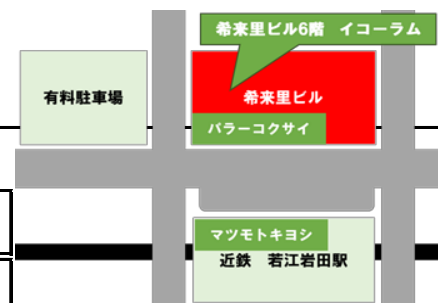 希来里ビル6階　イコーラム
有料駐車場
希来里ビル
パラーコクサイ
マツモトキヨシ
近鉄　若江岩田駅